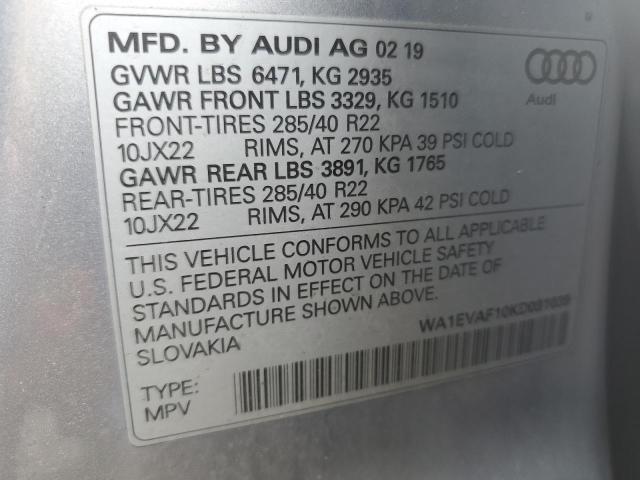 MFD. BY AUDI AG 02 19
GVWR LBS 6471, KG 2935
GAWR FRONT LBS 3329, KG 1510
FRONT-TIRES 285/40 R22
10JX22 RIMS, AT 270 KPA 39 PSI COLD
GAWR REAR LBS 3891, KG 1765
REAR-TIRES 285/40 R22
10JX22 RIMS, AT 290 KPA 42 PSI COLD
Audi
THIS VEHICLE CONFORMS TO ALL APPLICABLE
U.S. FEDERAL MOTOR VEHICLE SAFETY
STANDARDS IN EFFECT ON THE DATE OF
MANUFACTURE SHOWN ABOVE.
SLOVAKIA
TYPE:
MPV